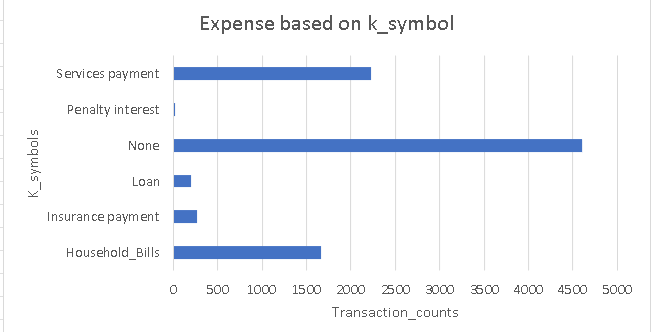 Expense based on k_symbol
Services payment
Penalty interest
None
Loan
Insurance payment
Household_Bills
K_symbols
0 500 1000 1500 2000 2500 3000 3500 4000 4500 5000
Transaction_counts